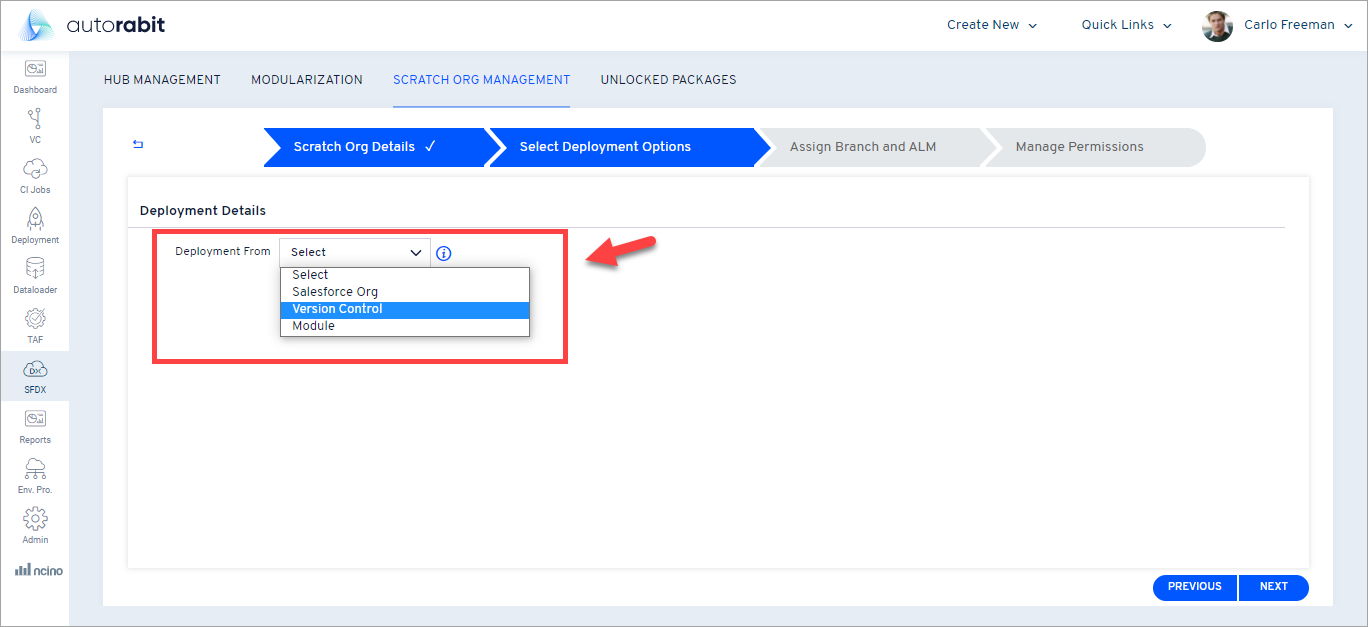 autorabit
Create New
Quick Links
Carlo Freeman
Dashboard
VC
CI Jobs
Deployment
Dataloader
TAF
SFDX
Reports
Env. Pro.
Admin
ncino
HUB MANAGEMENT
MODULARIZATION
SCRATCH ORG MANAGEMENT
UNLOCKED PACKAGES
Scratch Org Details
Select Deployment Options
Assign Branch and ALM
Manage Permissions
Deployment Details
Deployment From
Select
Select
Salesforce Org
Version Control
Module
PREVIOUS
NEXT